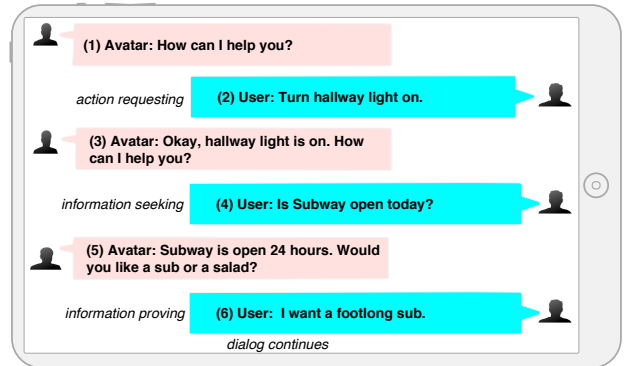 (1) Avatar: How can I help you?
action requesting
(2) User: Turn hallway light on.
(3) Avatar: Okay, hallway light is on. How
can I help you?
information seeking
(4) User: Is Subway open today?
(5) Avatar: Subway is open 24 hours. Would
you like a sub or a salad?
information proving
(6) User: I want a footlong sub.
dialog continues